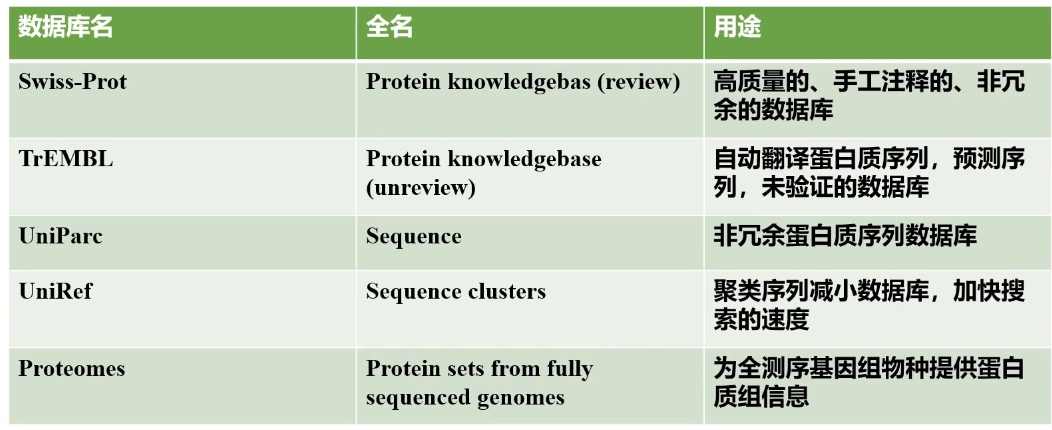 数据库名
全名
用途
Swiss-Prot
Protein knowledgebas (review)
高质量的、手工注释的、非冗
余的数据库
TrEMBL
Protein knowledgebase
(unreview)
自动翻译蛋白质序列，预测序
列，未验证的数据库
UniParc
Sequence
非冗余蛋白质序列数据库
UniRef
Sequence clusters
聚类序列减小数据库，加快搜
索的速度
Proteomes
Protein sets from fully
sequenced genomes
为全测序基因组物种提供蛋白
质组信息